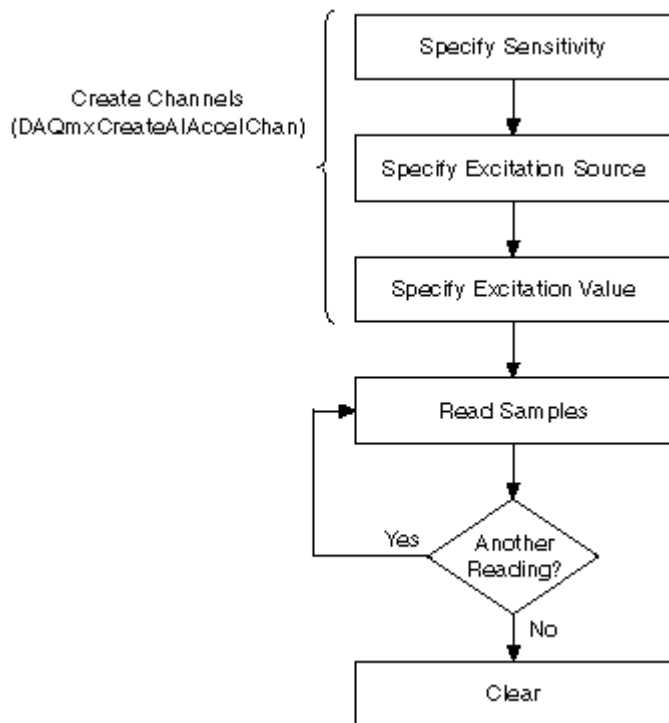 Specify Sensitivity
Create Channels
(DAQmxCreateAIAccelChan)
Specify Excitation Source
Specify Excitation Value
Read Samples
Yes
Another
Reading?
No
Clear